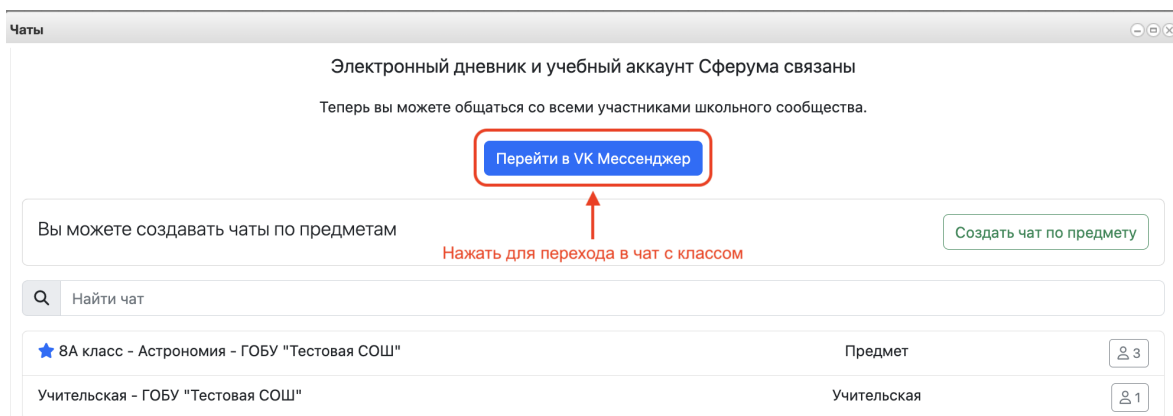 Чаты
Электронный дневник и учебный аккаунт Сферума связаны
Теперь вы можете общаться со всеми участниками школьного сообщества.
Перейти в VK Мессенджер
Вы можете создавать чаты по предметам
Создать чат по предмету
Нажать для перехода в чат с классом
Найти чат
8А класс - Астрономия - ГОБУ "Тестовая СОШ" Предмет 3
Учительская - ГОБУ "Тестовая СОШ" Учительская 1